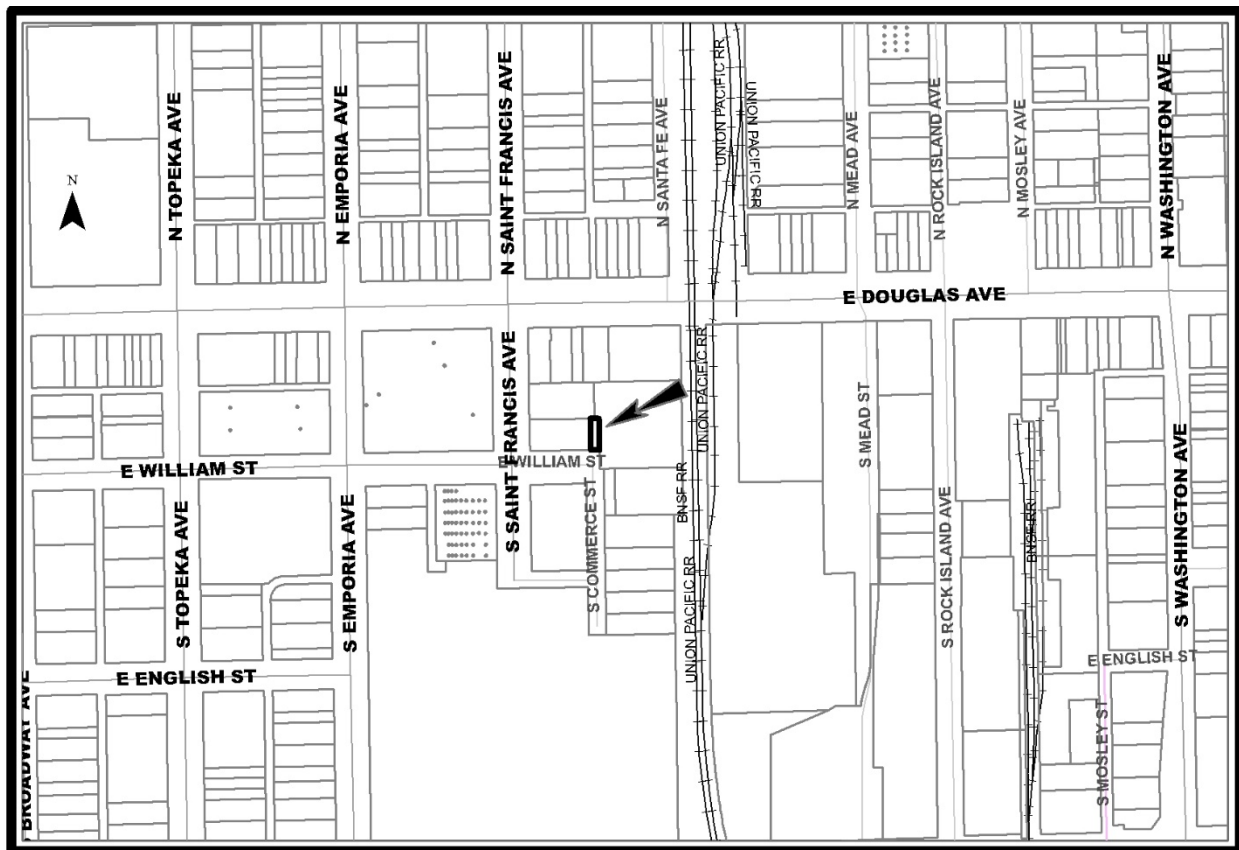 N
N TOPEKA AVE
N EMPORIA AVE
N SAINT FRANCIS AVE
N SANTA FE AVE
UNION PACIFIC RR
UNION PACIFIC RR
N MEAD AVE
N ROCK ISLAND AVE
N MOSLEY AVE
N WASHINGTON AVE
E DOUGLAS AVE
S SAINT FRANCIS AVE
UNION PACIFIC RR
S MEAD ST
E WILLIAM ST
E WILLIAM ST
S TOPEKA AVE
S EMPORIA AVE
S COMMERCE ST
BNSF RR
UNION PACIFIC RR
S ROCK ISLAND AVE
BNSF RR
S WASHINGTON AVE
E ENGLISH ST
E ENGLISH ST
BROADWAY AVE
S MOSLEY ST